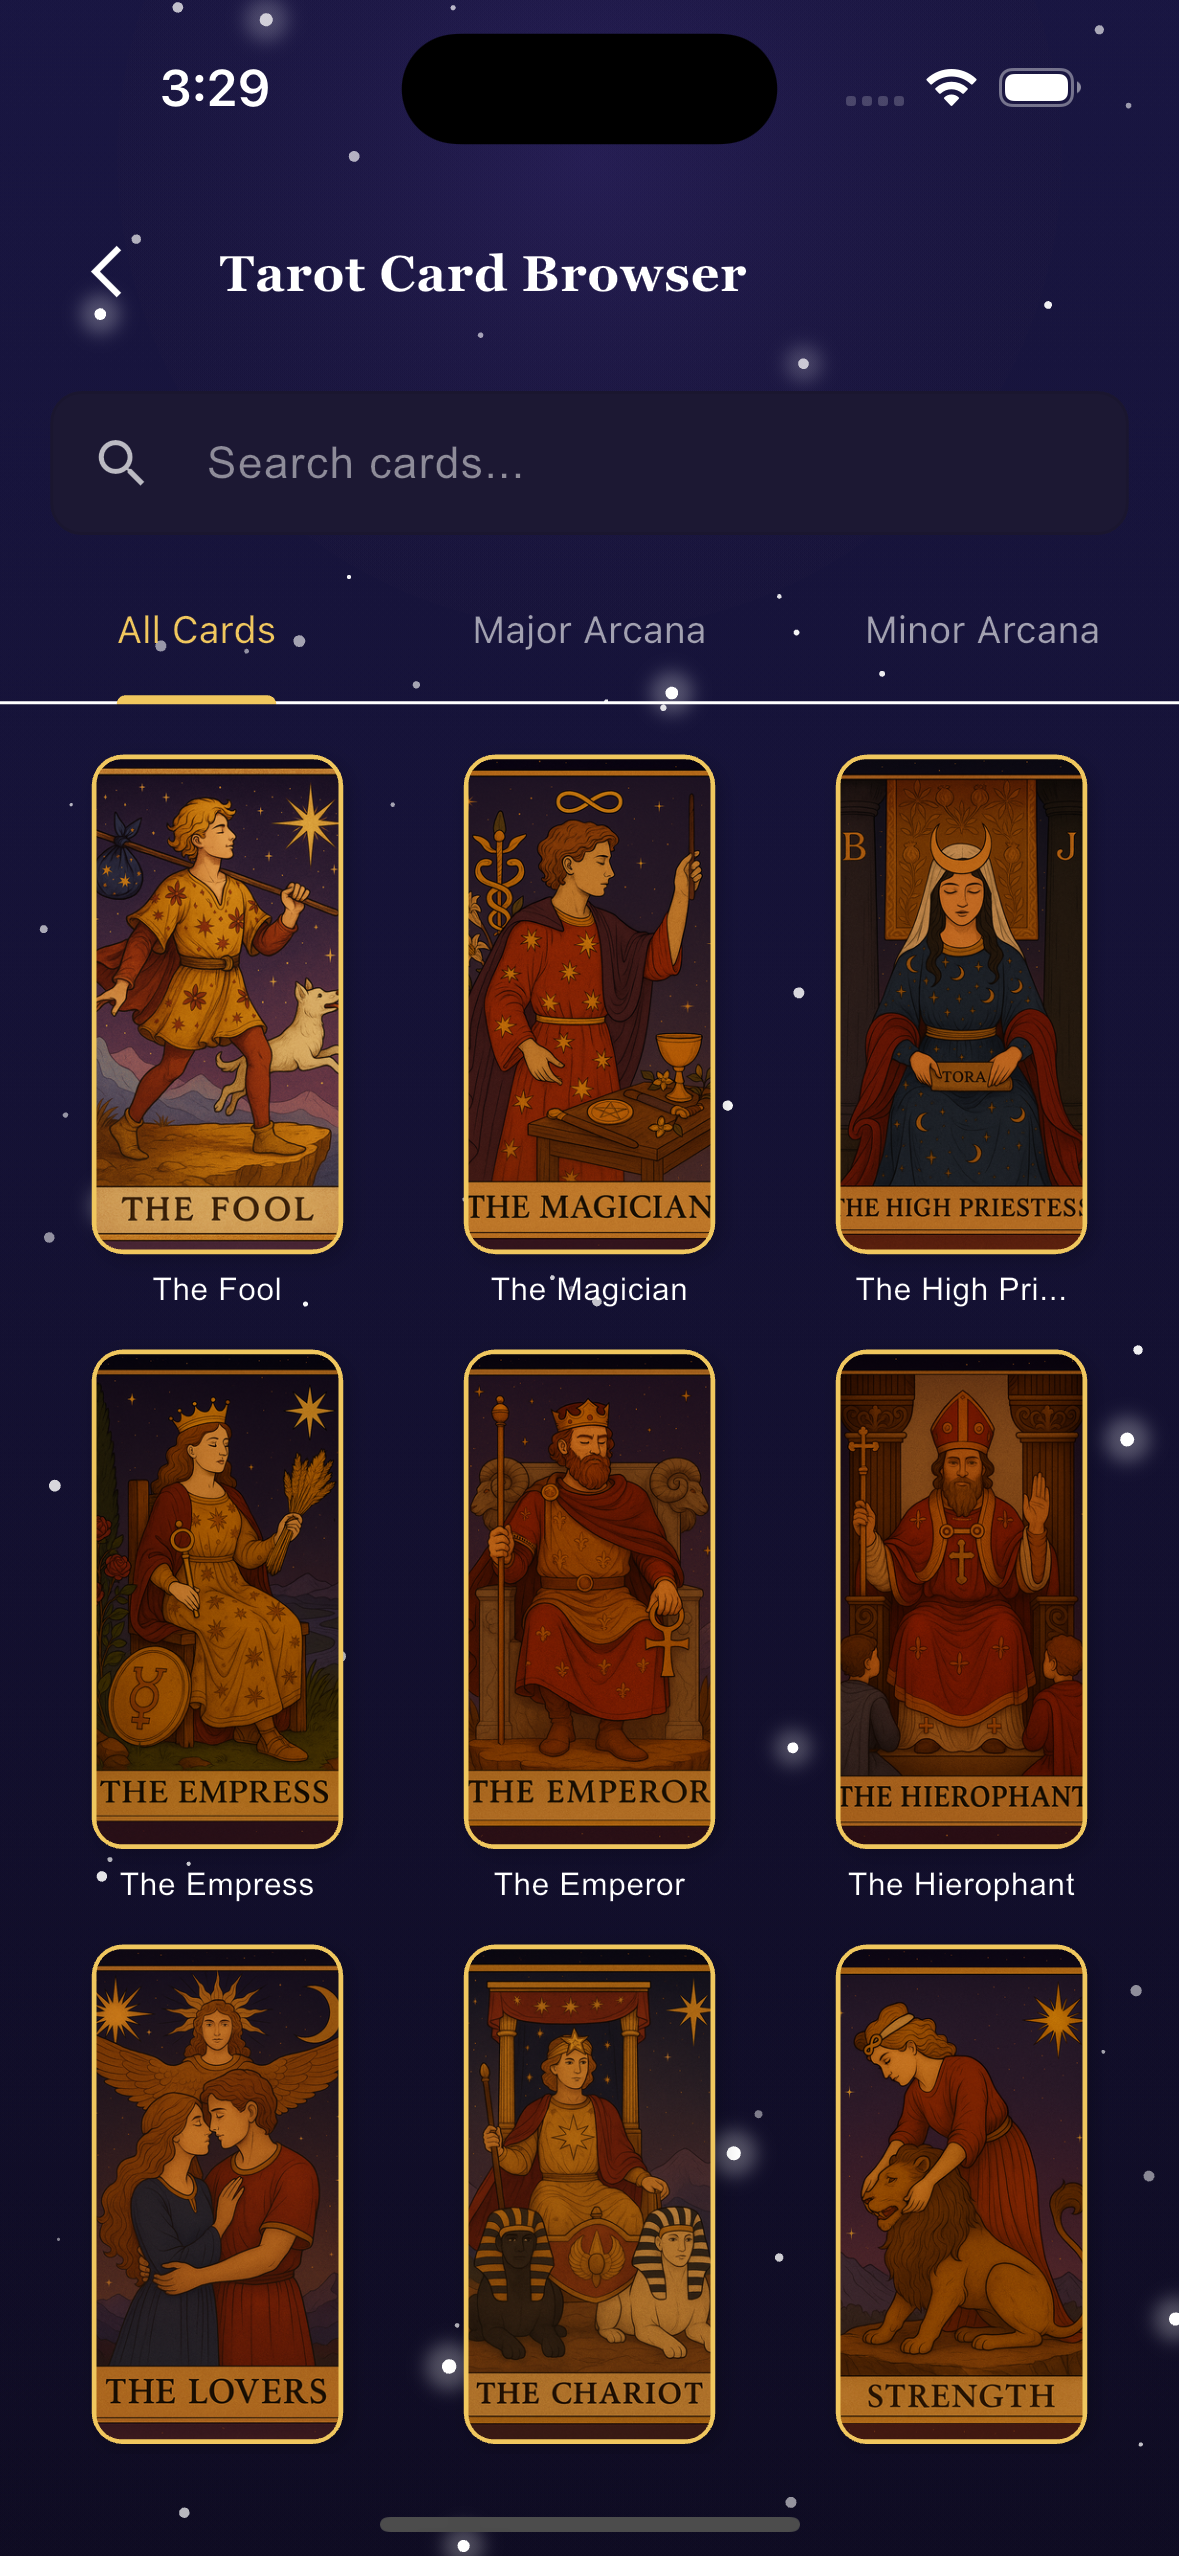 3:29
Tarot Card Browser
Search cards...
All Cards Major Arcana Minor Arcana
B J
TORA
THE FOOL THE MAGICIAN THE HIGH PRIESTESS
The Fool The Magician The High Pri...
THE EMPRESS THE EMPEROR THE HIEROPHANT
The Empress The Emperor The Hierophant
THE LOVERS THE CHARIOT STRENGTH